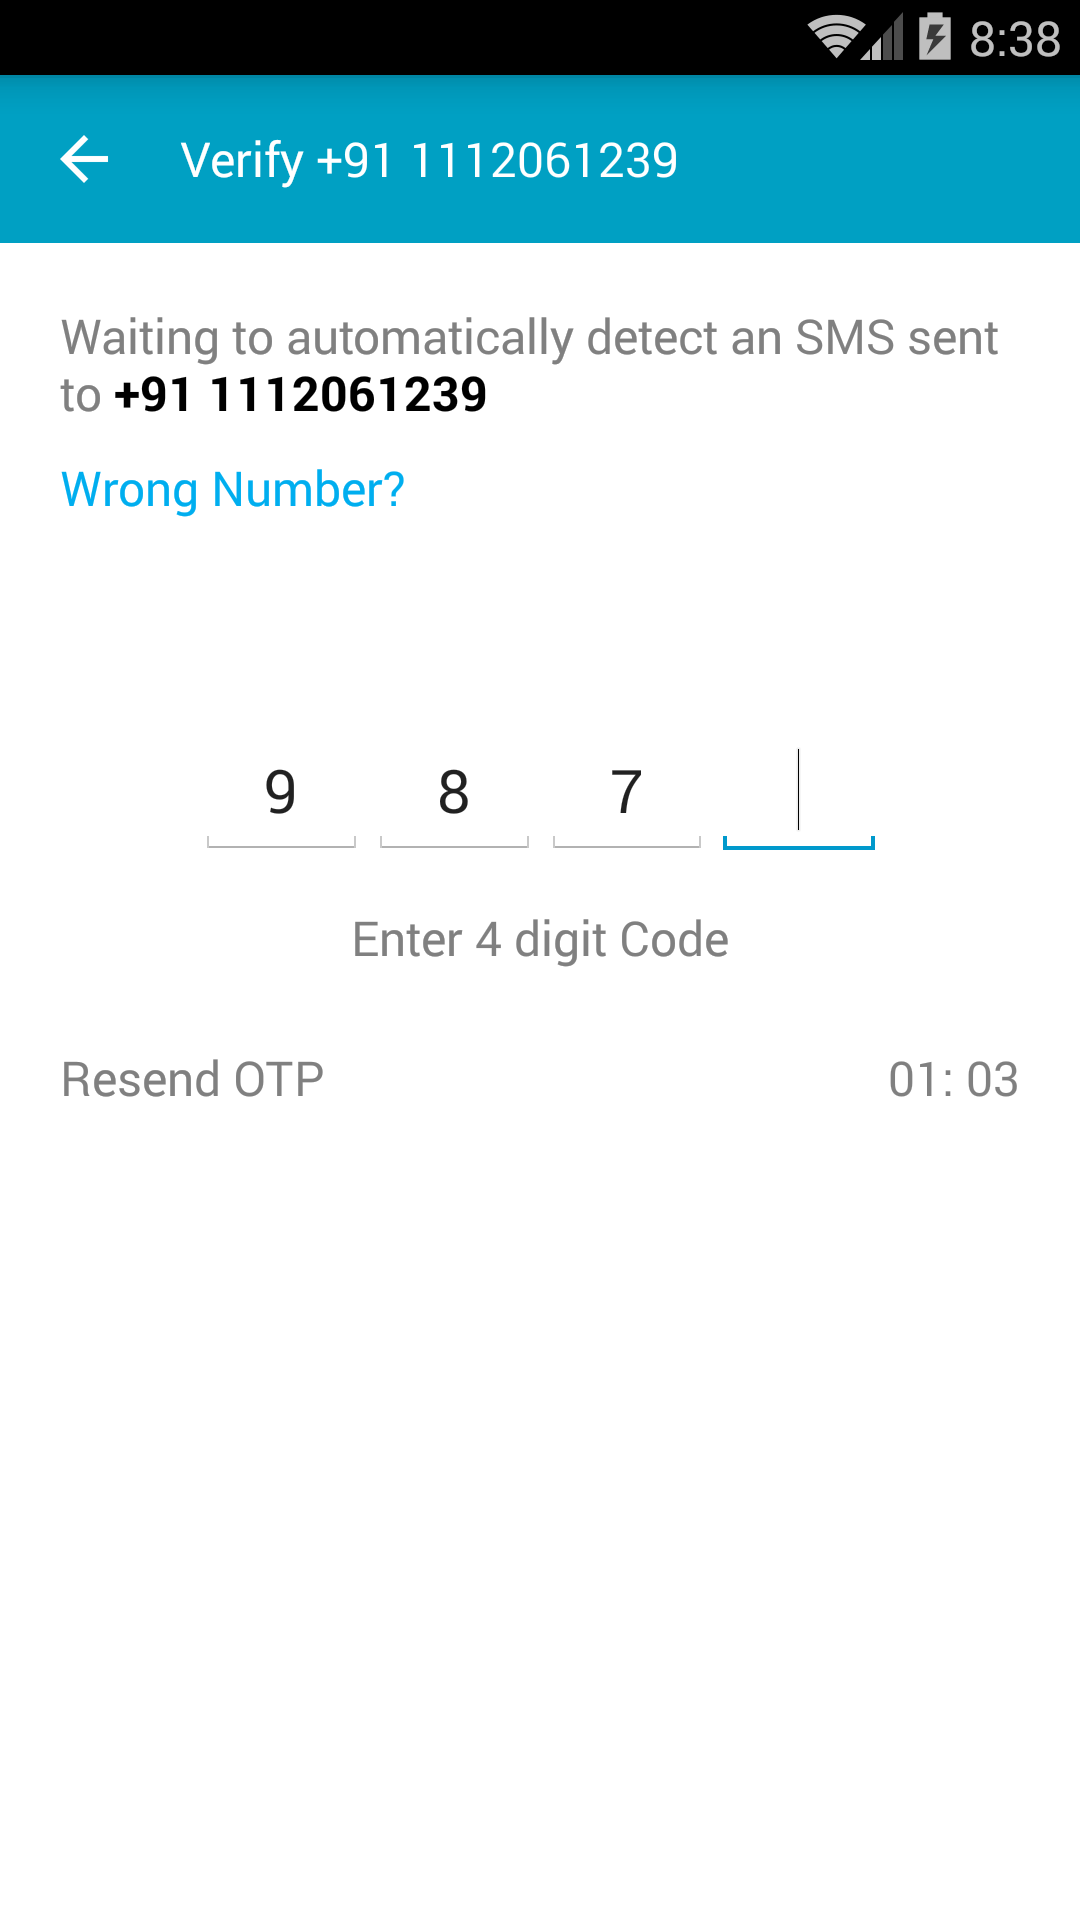 8:38
Verify +91 1112061239
Waiting to automatically detect an SMS sent
to +91 1112061239
Wrong Number?
9 8 7
Enter 4 digit Code
Resend OTP 01: 03